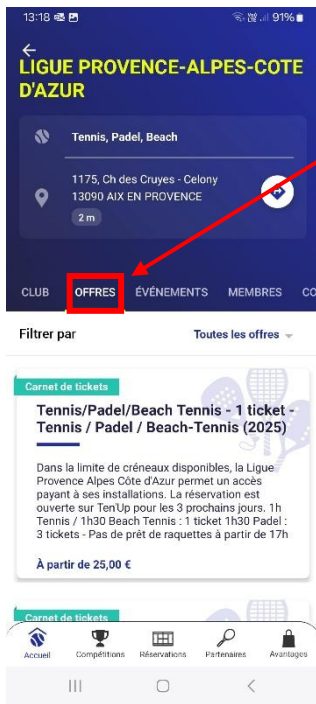 13:18
91%
LIGUE PROVENCE-ALPES-COTE
D'AZUR
Tennis, Padel, Beach
1175, Ch des Cruyes - Celony
13090 AIX EN PROVENCE
2 m
CLUB OFFRES ÉVÉNEMENTS MEMBRES CO
Filtrer par Toutes les offres
Carnet de tickets
Tennis/Padel/Beach Tennis - 1 ticket -
Tennis / Padel / Beach-Tennis (2025)
Dans la limite de créneaux disponibles, la Ligue
Provence Alpes Côte d'Azur permet un accès
payant à ses installations. La réservation est
ouverte sur Ten'Up pour les 3 prochains jours. 1h
Tennis / 1h30 Beach Tennis : 1 ticket 1h30 Padel :
3 tickets - Pas de prêt de raquettes à partir de 17h
À partir de 25,00 €
Carnet de tickets
Accueil Compétitions Réservations Partenaires Avantages